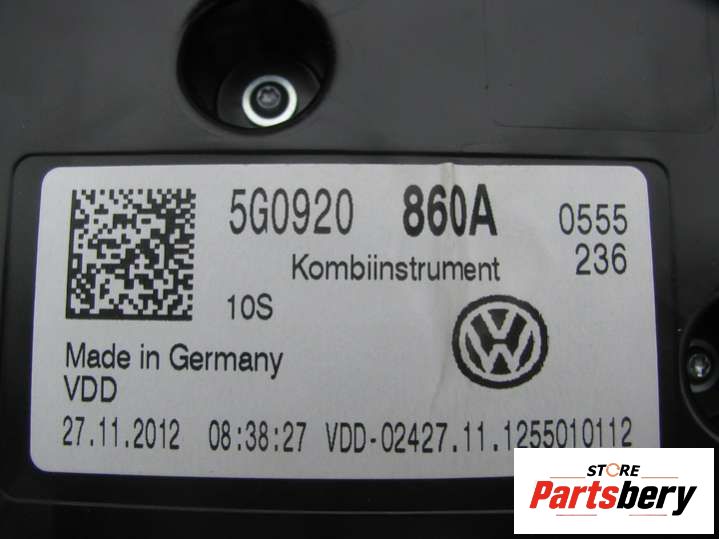 5G0920 860A 0555
Kombiinstrument 236
10S
Made in Germany
VDD
27.11.2012 08:38:27 VDD-02427.11.1255010112
STORE
Partsbery